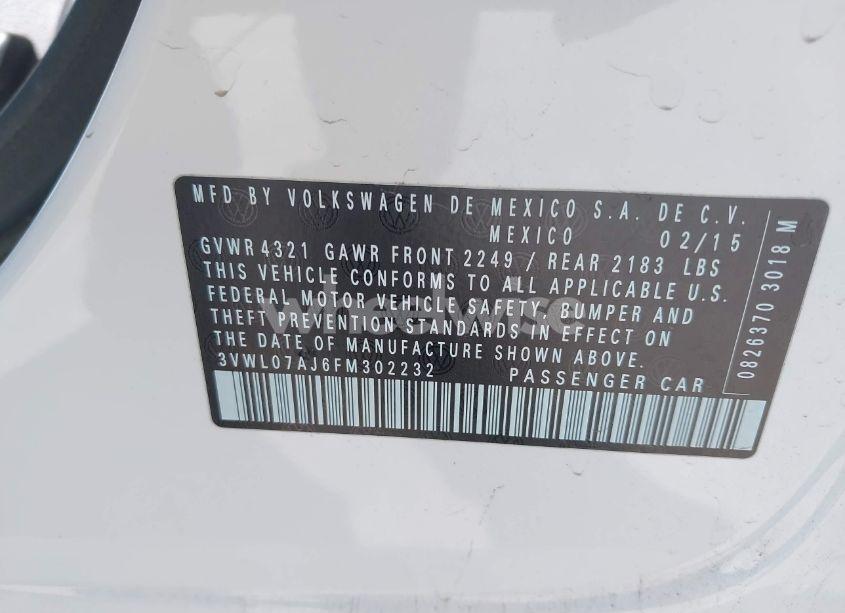 MFD BY VOLKSWAGEN DE MEXICO S.A. DE C.V.
MEXICO 02/15
GVWR 4321 GAWR FRONT 2249 / REAR 2183 LBS
THIS VEHICLE CONFORMS TO ALL APPLICABLE U.S.
FEDERAL MOTOR VEHICLE SAFETY, BUMPER AND
THEFT PREVENTION STANDARDS IN EFFECT ON
THE DATE OF MANUFACTURE SHOWN ABOVE.
3VWL07AJ6FM302232 PASSENGER CAR
0826370 3018 M